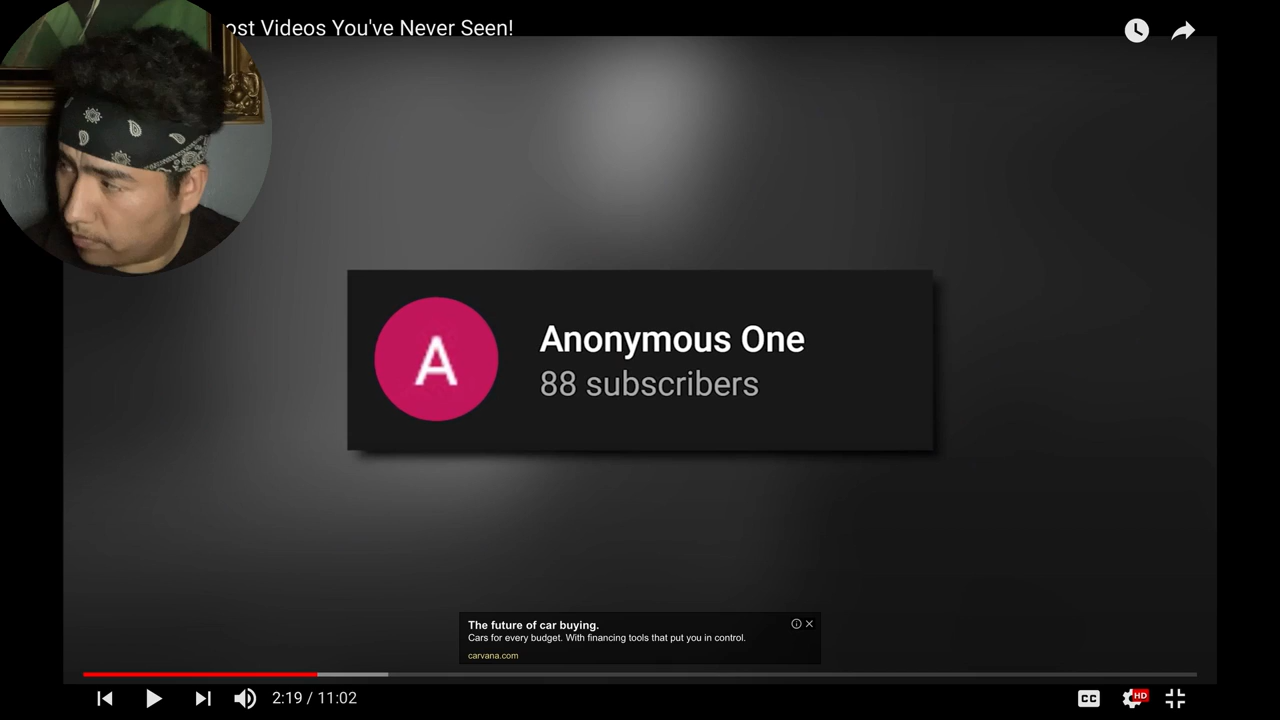 ost Videos You've Never Seen!
A
Anonymous One
88 subscribers
The future of car buying.
Cars for every budget. With financing tools that put you in control.
carvana.com
2:19 / 11:02
CC
HD